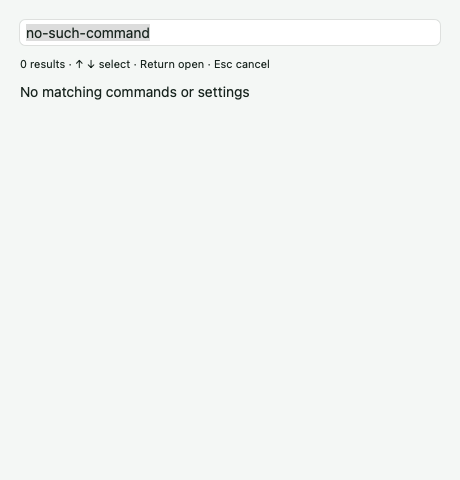 no-such-command
0 results · ↑ ↓ select · Return open · Esc cancel
No matching commands or settings